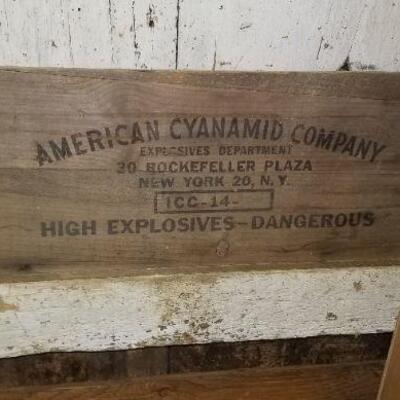 AMERICAN CYANAMID COMPANY
EXPLOSIVES DEPARTMENT
30 ROCKEFELLER PLAZA
NEW YORK 20, N.Y.
ICC-14-
HIGH EXPLOSIVES-DANGEROUS